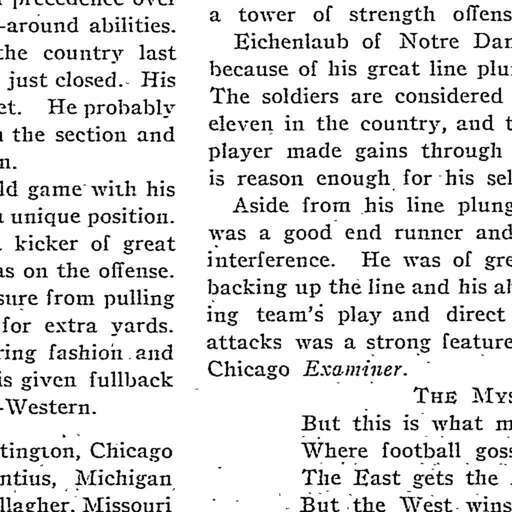 -around abilities.
the country last
just closed. His
et. He probably
the section and
n.
ld game with his
a unique position.
kicker of great
as on the offense.
sure from pulling
for extra yards.
ring fashion and
is given fullback
-Western.
tington, Chicago
ntius, Michigan
llagher, Missouri
a tower of strength offens
Eichenlaub of Notre Dam
because of his great line plun
The soldiers are considered
eleven in the country, and t
player made gains through
is reason enough for his sel
Aside from his line plung
was a good end runner and
interference. He was of gre
backing up the line and his ab
ing team's play and direct
attacks was a strong feature
Chicago Examiner.
THE MYS
But this is what m
Where football goss
The East gets the
But the West wins